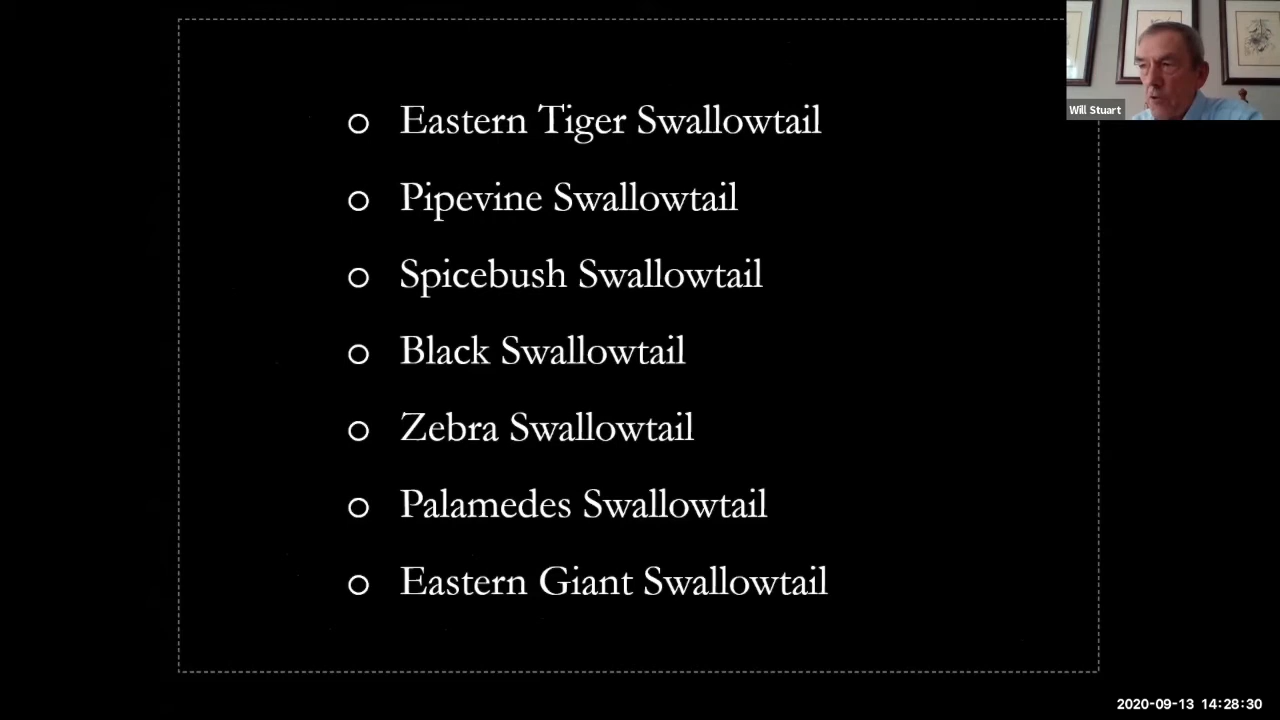 Eastern Tiger Swallowtail
Pipevine Swallowtail
Spicebush Swallowtail
Black Swallowtail
Zebra Swallowtail
Palamedes Swallowtail
Eastern Giant Swallowtail
Will Stuart
2020-09-13 14:28:30